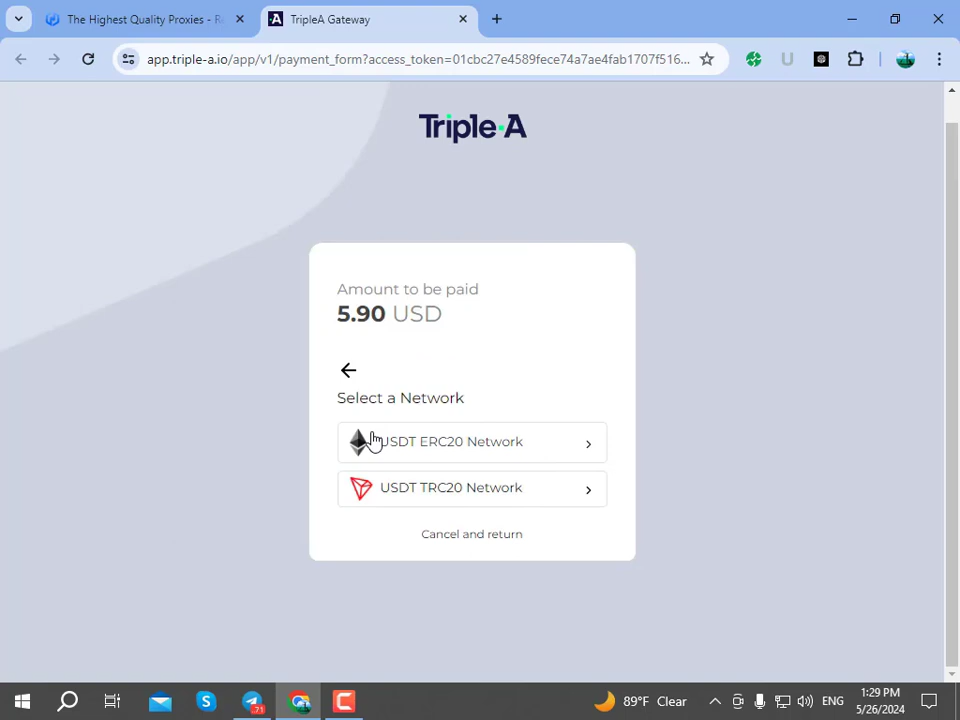 The Highest Quality Proxies - R
TripleA Gateway
app.triple-a.io/app/v1/payment_form?access_token=01cbc27e4589fece74a7ae4fab1707f516...
Triple-A
Amount to be paid
5.90 USD
Select a Network
USDT ERC20 Network
USDT TRC20 Network
Cancel and return
71
89°F Clear
ENG
1:29 PM
5/26/2024